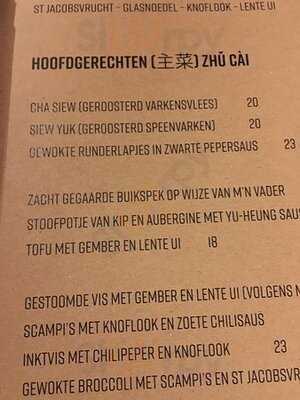 ST JACOBSVRUCHT - GLASNOEDEL - KNOFLOOK - LENTE UI
HOOFDGERECHTEN (主菜) ZHŬ CÀI
CHA SIEW (GEROOSTERD VARKENSVLEES) 20
SIEW YUK (GEROOSTERD SPEENVARKEN) 20
GEWOKTE RUNDERLAPJES IN ZWARTE PEPERSAUS 23
ZACHT GEGAARDE BUIKSPEK OP WIJZE VAN M'N VADER
STOOFPOTJE VAN KIP EN AUBERGINE MET YU-HEUNG SAUS
TOFU MET GEMBER EN LENTE UI 18
GESTOOMDE VIS MET GEMBER EN LENTE UI (VOLGENS
SCAMPI'S MET KNOFLOOK EN ZOETE CHILISAUS
INKTVIS MET CHILIPEPER EN KNOFLOOK 23
GEWOKTE BROCCOLI MET SCAMPI'S EN ST JACOBSVR